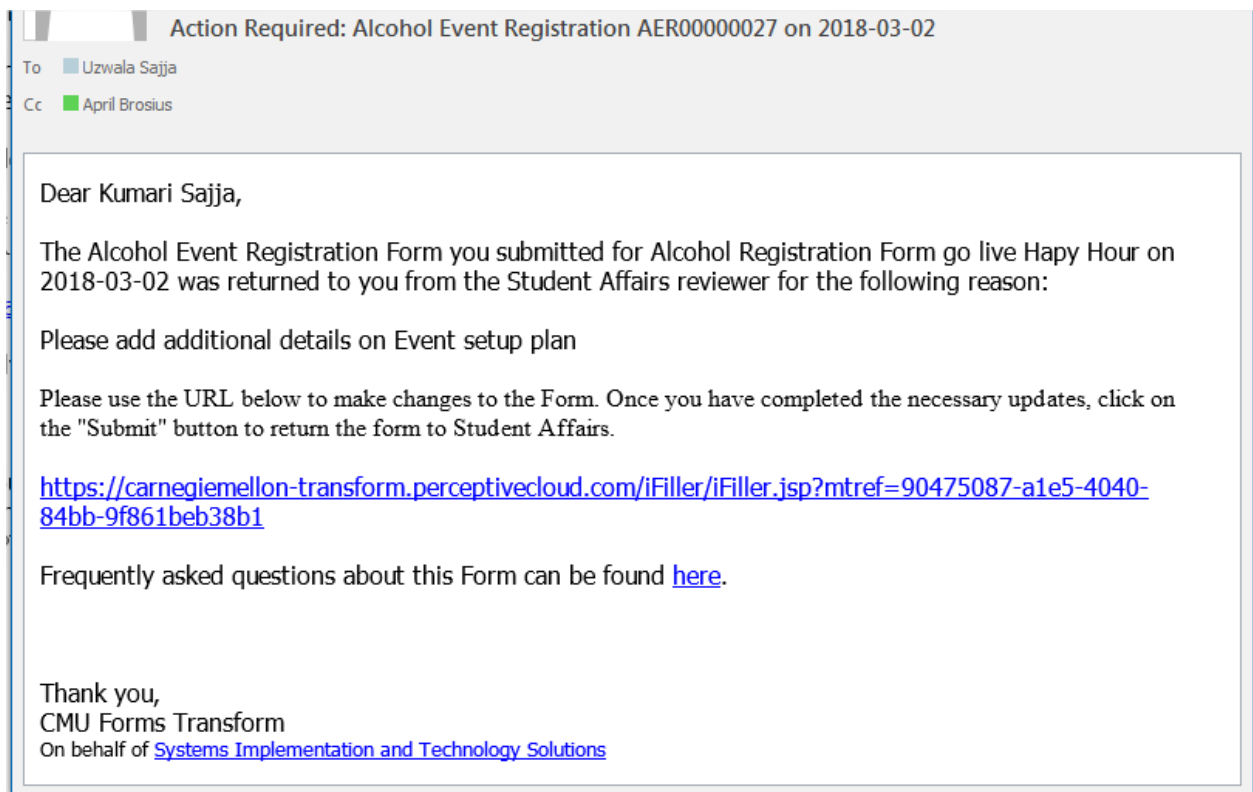 Action Required: Alcohol Event Registration AER00000027 on 2018-03-02
To Uzwala Sajja
Cc April Brosius
Dear Kumari Sajja,
The Alcohol Event Registration Form you submitted for Alcohol Registration Form go live Hapy Hour on
2018-03-02 was returned to you from the Student Affairs reviewer for the following reason:
Please add additional details on Event setup plan
Please use the URL below to make changes to the Form. Once you have completed the necessary updates, click on
the "Submit" button to return the form to Student Affairs.
https://carnegiemellon-transform.perceptivecloud.com/iFiller/iFiller.jsp?mtref=90475087-a1e5-4040-
84bb-9f861beb38b1
Frequently asked questions about this Form can be found here.
Thank you,
CMU Forms Transform
On behalf of Systems Implementation and Technology Solutions